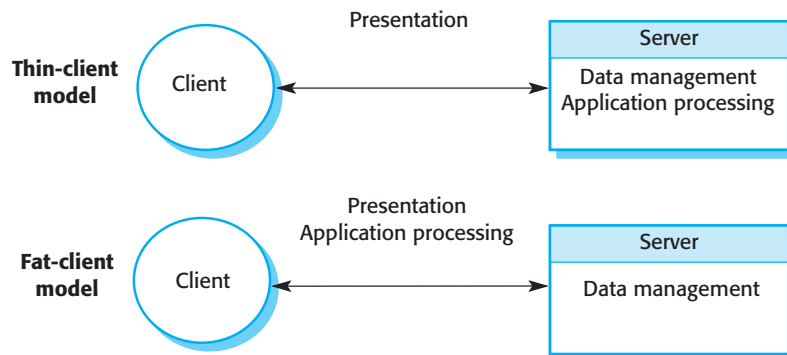 Presentation
Thin-client
model
Client
Server
Data management
Application processing
Presentation
Application processing
Fat-client
model
Client
Server
Data management